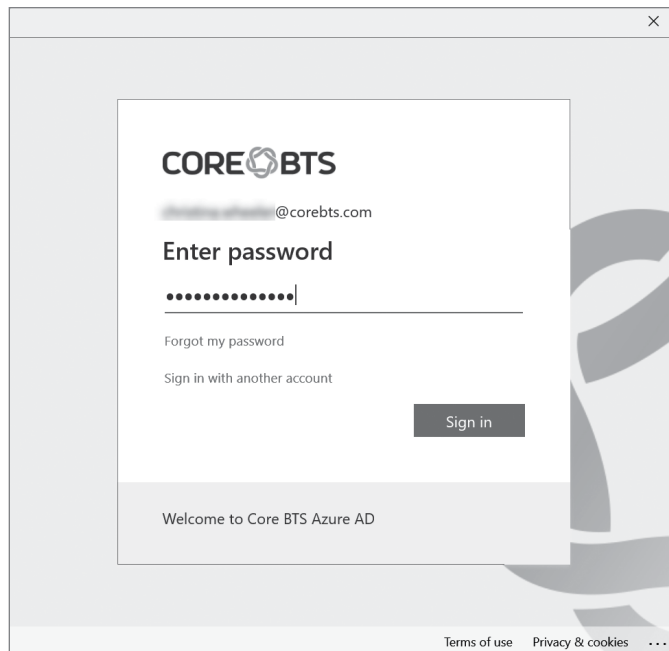 CORE BTS
@corebts.com
Enter password
••••••••••••••
Forgot my password
Sign in with another account
Sign in
Welcome to Core BTS Azure AD
Terms of use Privacy & cookies ...